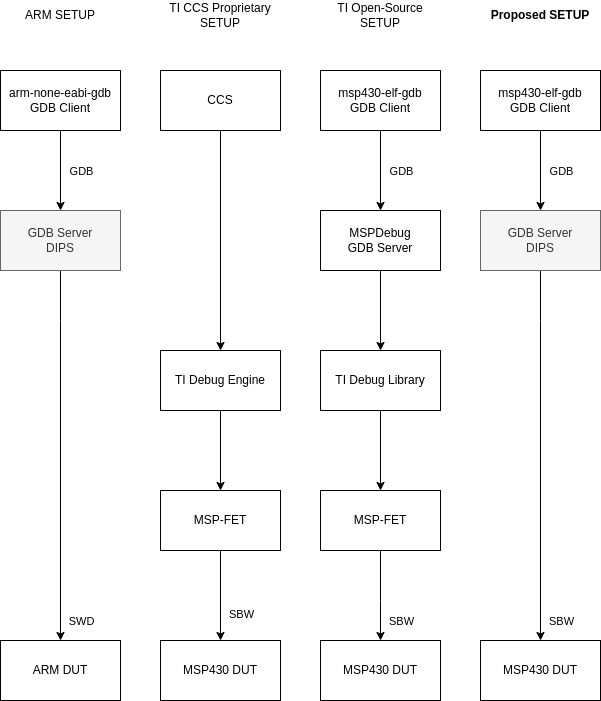 ARM SETUP
TI CCS Proprietary
SETUP
TI Open-Source
SETUP
Proposed SETUP
arm-none-eabi-gdb
GDB Client
CCS
msp430-elf-gdb
GDB Client
msp430-elf-gdb
GDB Client
GDB
GDB
GDB
GDB Server
DIPS
MSPDebug
GDB Server
GDB Server
DIPS
TI Debug Engine
TI Debug Library
MSP-FET
MSP-FET
SWD
SBW
SBW
SBW
ARM DUT
MSP430 DUT
MSP430 DUT
MSP430 DUT